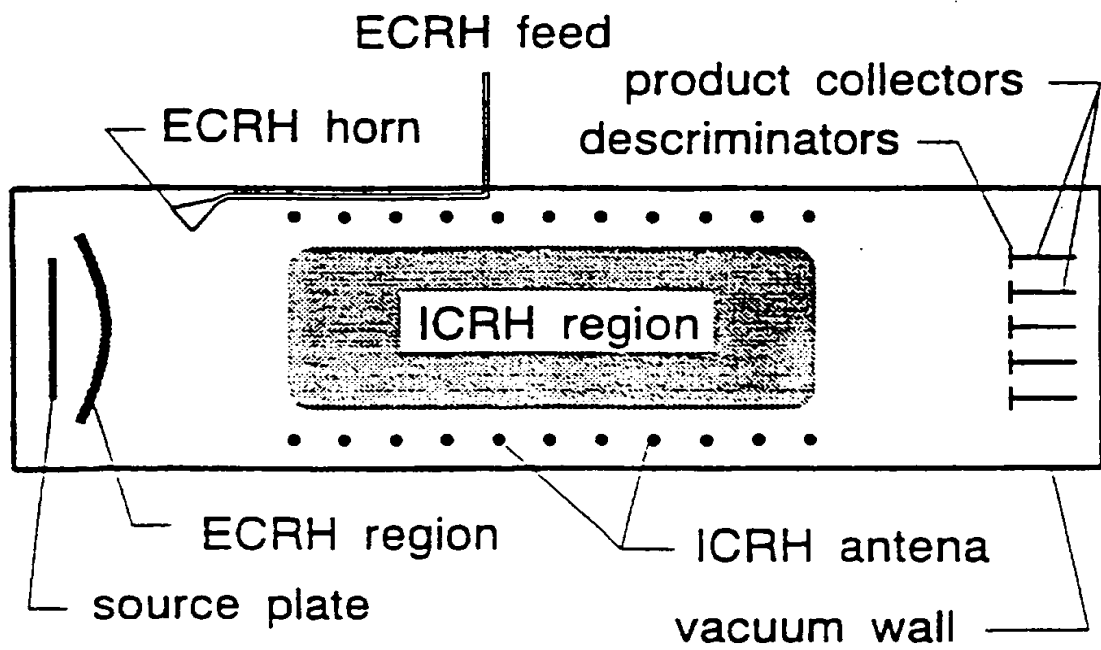 ECRH feed
product collectors
ECRH horn
descriminators
ICRH region
ECRH region
ICRH antena
source plate
vacuum wall